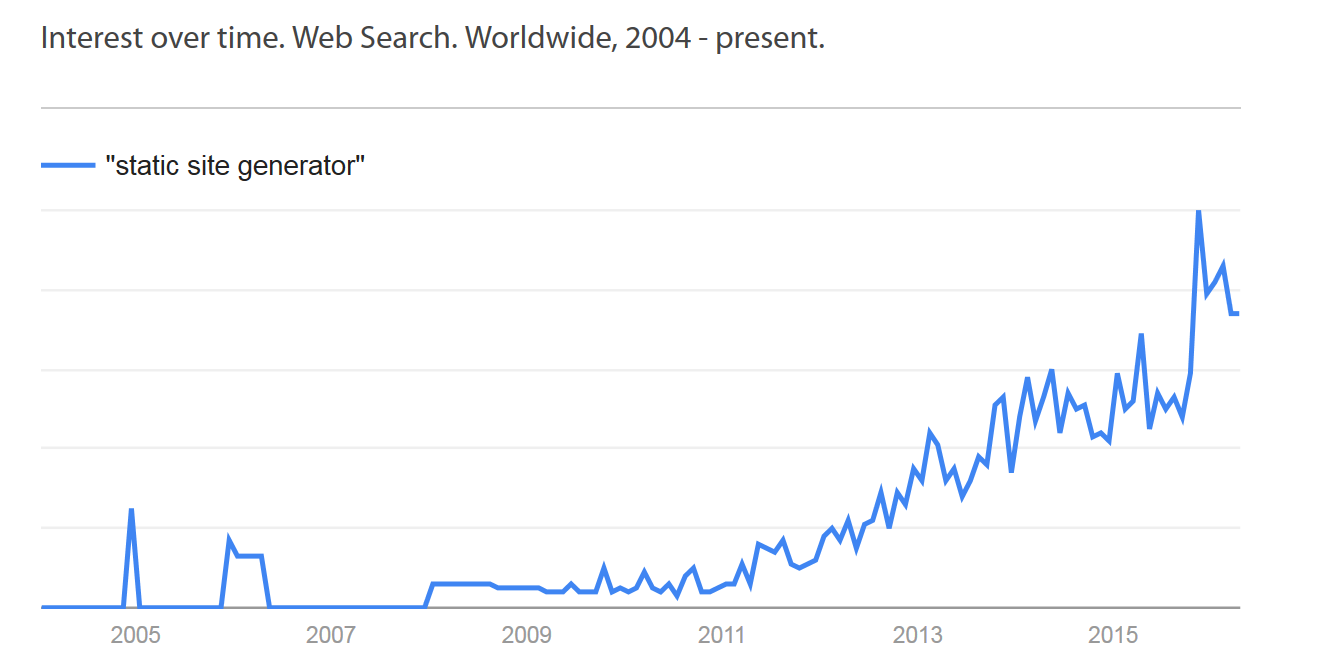 Interest over time. Web Search. Worldwide, 2004 - present.
"static site generator"
2005 2007 2009 2011 2013 2015